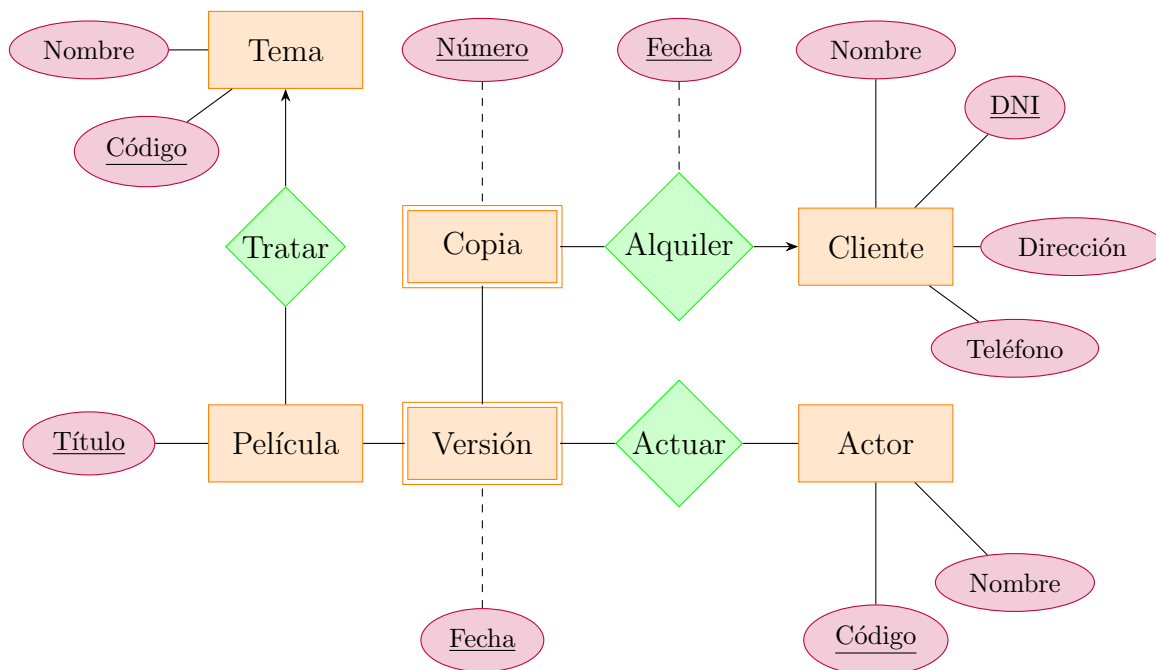 Nombre
Tema
Número
Fecha
Nombre
DNI
Código
Tratar
Copia
Alquiler
Cliente
Dirección
Teléfono
Título
Película
Versión
Actuar
Actor
Nombre
Fecha
Código